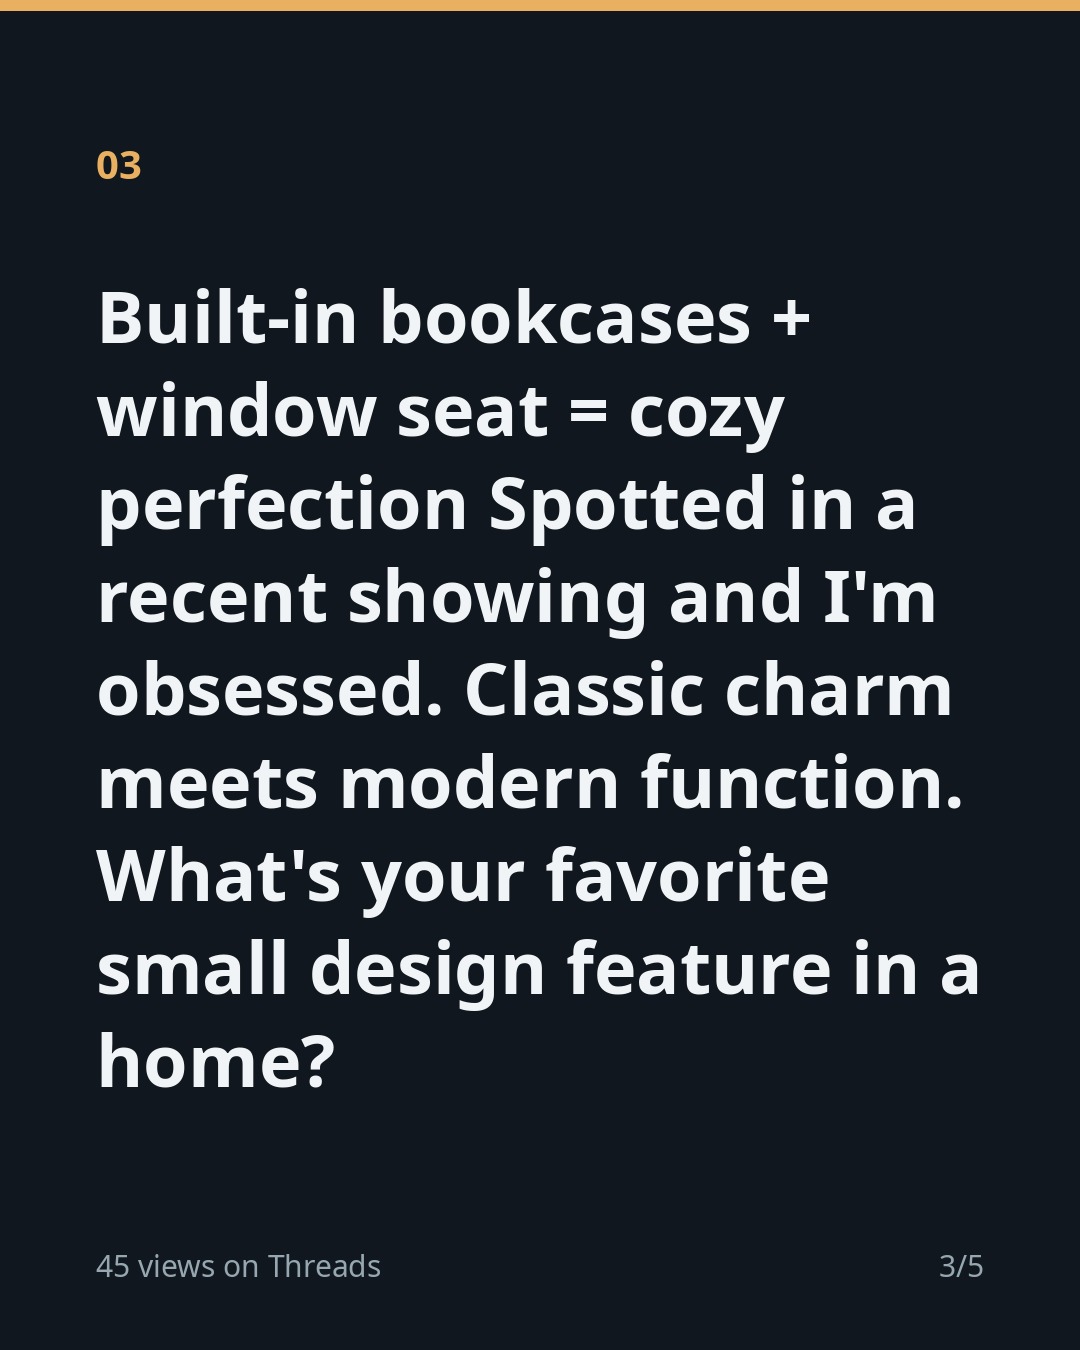 03
Built-in bookcases +
window seat = cozy
perfection Spotted in a
recent showing and I'm
obsessed. Classic charm
meets modern function.
What's your favorite
small design feature in a
home?
45 views on Threads
3/5